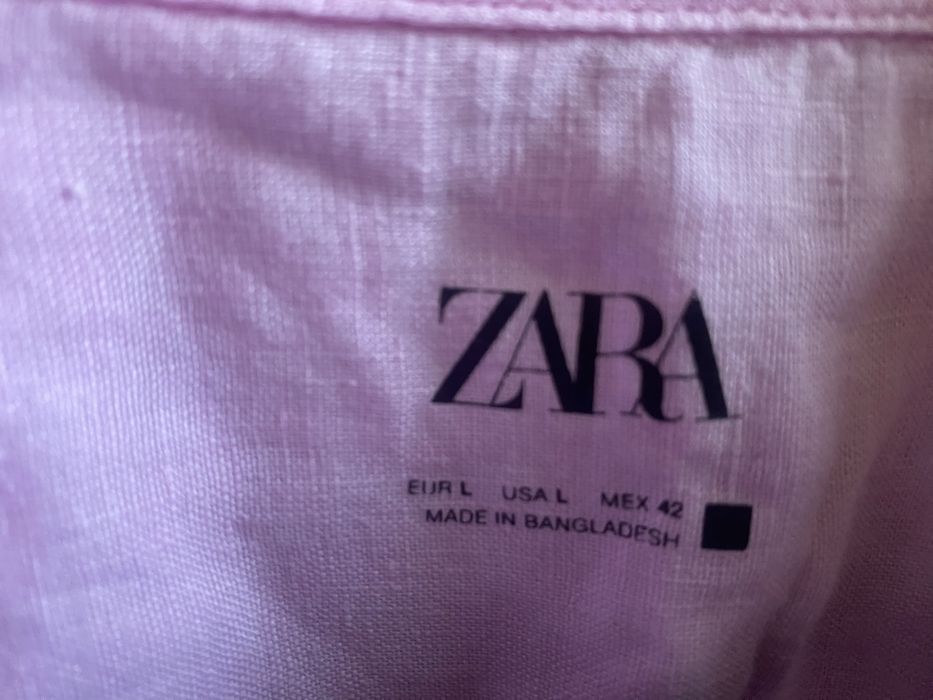 ZARA
EUR L USA L MEX 42
MADE IN BANGLADESH